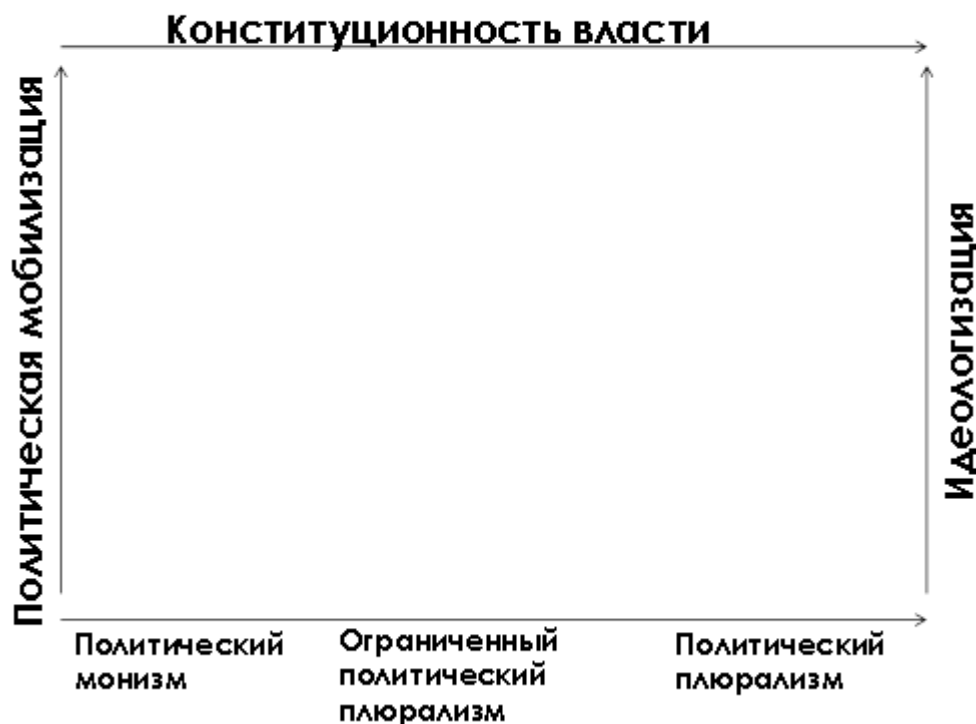 Конституционность власти
Политическая мобилизация
Идеологизация
Политический
монизм
Ограниченный
политический
плюрализм
Политический
плюрализм